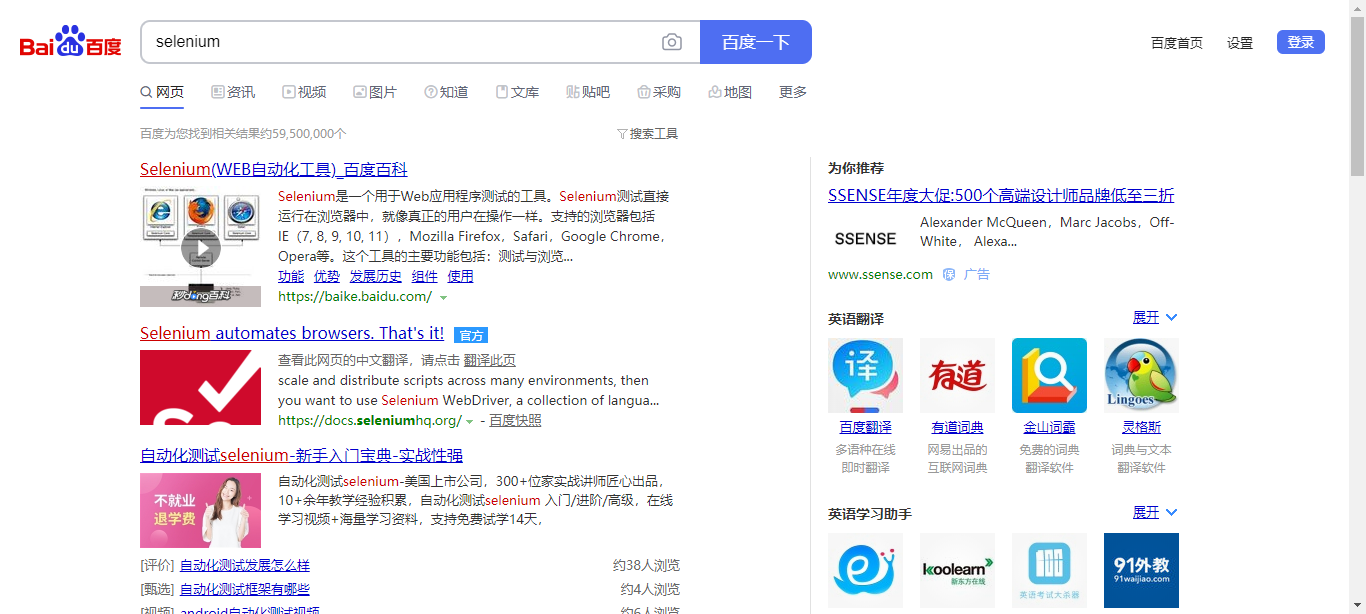 Bai du 百度
selenium
百度一下
百度首页 设置 登录
网页 资讯 视频 图片 知道 文库 贴吧 采购 地图 更多
百度为您找到相关结果约59,500,000个
搜索工具
Selenium(WEB自动化工具)_百度百科
Selenium是一个用于Web应用程序测试的工具。Selenium测试直接
运行在浏览器中，就像真正的用户在操作一样。支持的浏览器包括
IE（7, 8, 9, 10, 11），Mozilla Firefox，Safari，Google Chrome，
Opera等。这个工具的主要功能包括：测试与浏览...
秒d ng百科
功能 优势 发展历史 组件 使用
https://baike.baidu.com/
Selenium automates browsers. That's it! 官方
查看此网页的中文翻译，请点击 翻译此页
scale and distribute scripts across many environments, then
you want to use Selenium WebDriver, a collection of langua...
https://docs.seleniumhq.org/ - 百度快照
自动化测试selenium-新手入门宝典-实战性强
不就业
退学费
自动化测试selenium-美国上市公司，300+位家实战讲师匠心出品，
10+余年教学经验积累，自动化测试selenium 入门/进阶/高级，在线
学习视频+海量学习资料，支持免费试学14天，
[评价] 自动化测试发展怎么样 约38人浏览
[甄选] 自动化测试框架有哪些 约4人浏览
[视频] android自动化测试视频 约6人浏览
为你推荐
SSENSE年度大促:500个高端设计师品牌低至三折
SSENSE
Alexander McQueen，Marc Jacobs，Off-
White， Alexa...
www.ssense.com 保 广告
英语翻译 展开
译 有道 Lingoes
百度翻译 有道词典 金山词霸 灵格斯
多语种在线 网易出品的 免费的词典 词典与文本
即时翻译 互联网词典 翻译软件 翻译软件
英语学习助手 展开
koolearn
新东方在线
英语考试大杀器
91外教
91waijiao.com